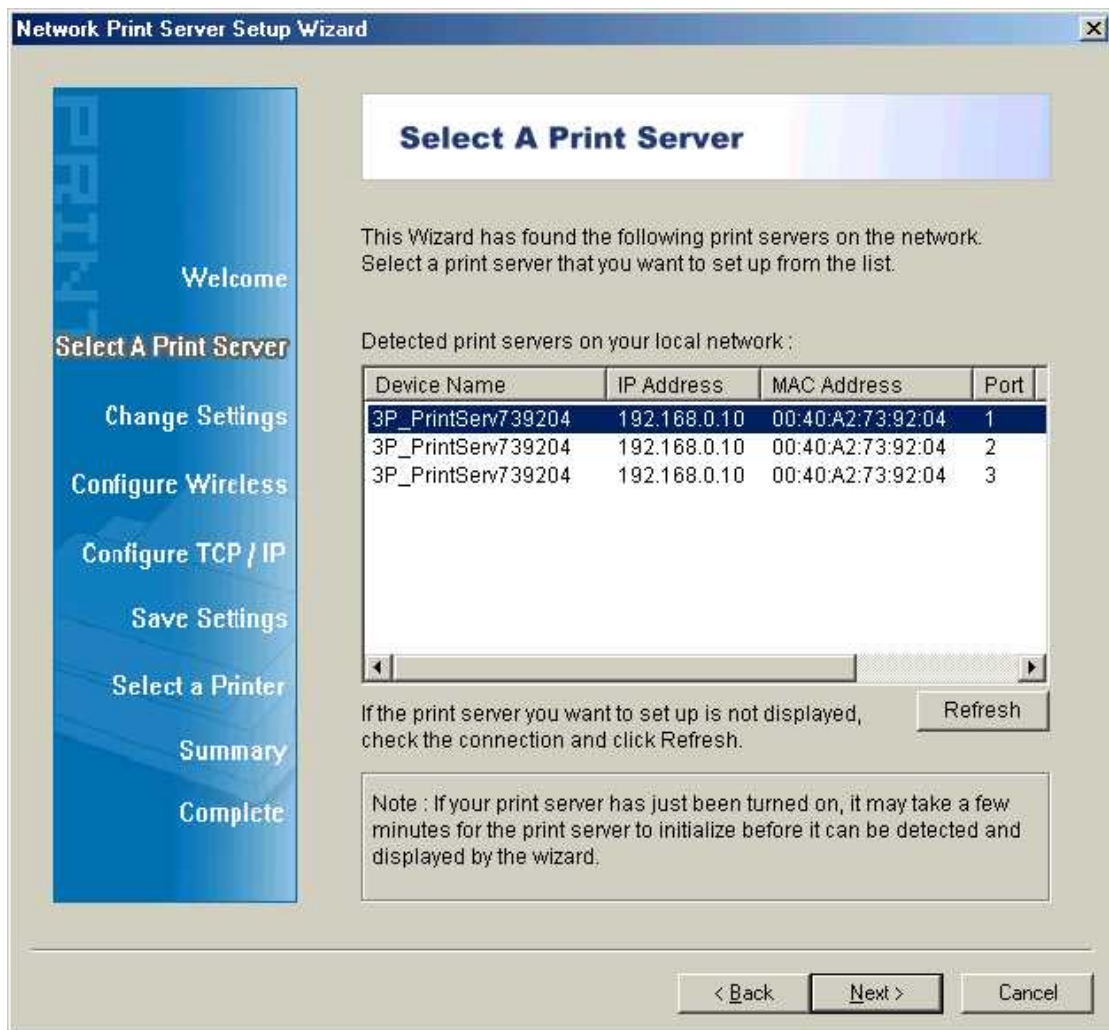 Network Print Server Setup Wizard
PRINT
Welcome
Select A Print Server
Change Settings
Configure Wireless
Configure TCP / IP
Save Settings
Select a Printer
Summary
Complete
Select A Print Server
This Wizard has found the following print servers on the network.
Select a print server that you want to set up from the list.
Detected print servers on your local network :
Device Name IP Address MAC Address Port
3P_PrintServ739204 192.168.0.10 00:40:A2:73:92:04 1
3P_PrintServ739204 192.168.0.10 00:40:A2:73:92:04 2
3P_PrintServ739204 192.168.0.10 00:40:A2:73:92:04 3
If the print server you want to set up is not displayed,
check the connection and click Refresh.
Refresh
Note : If your print server has just been turned on, it may take a few
minutes for the print server to initialize before it can be detected and
displayed by the wizard.
< Back Next > Cancel